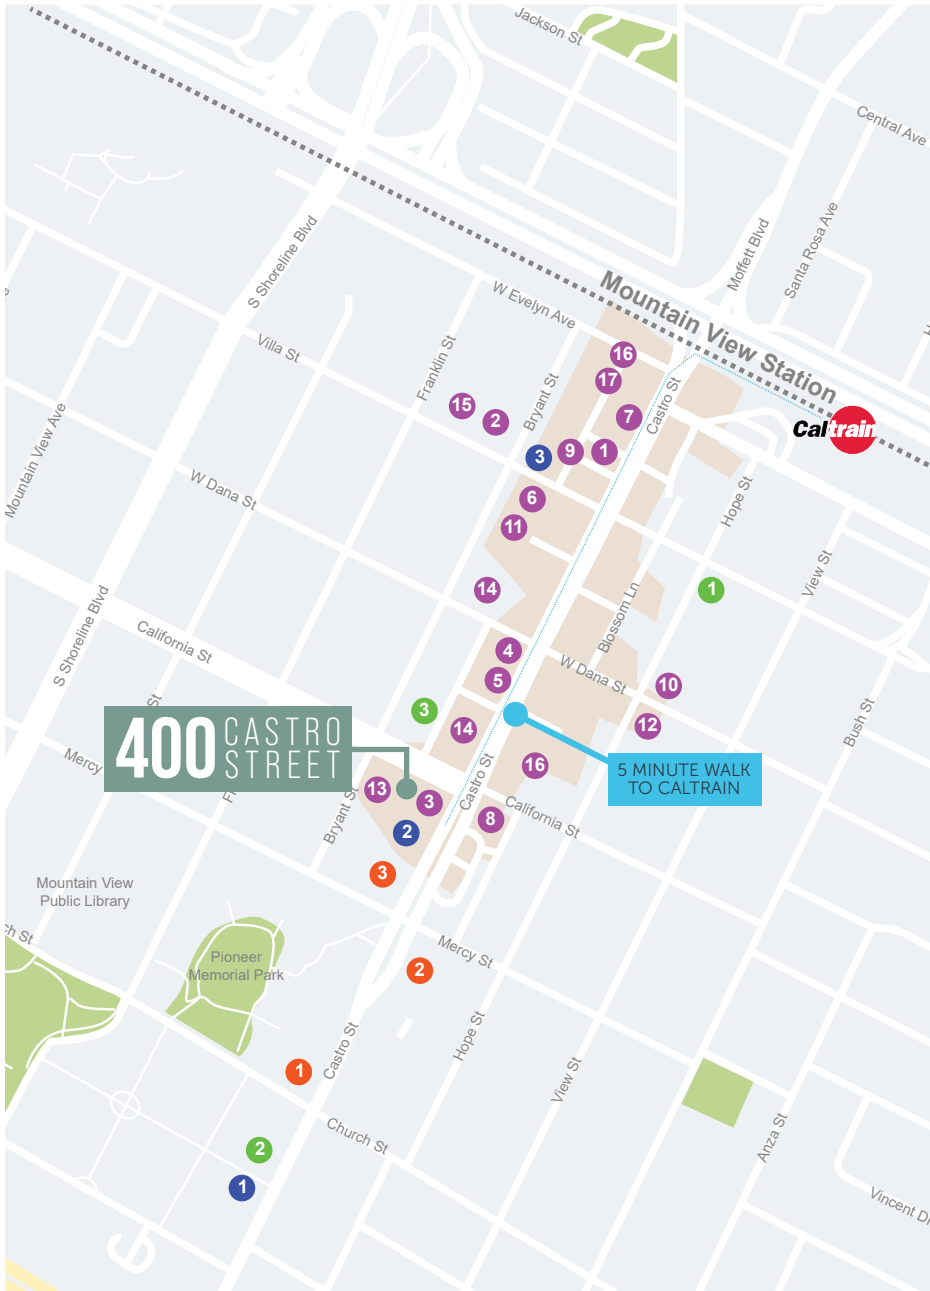 Jackson St
Central Ave
S Shoreline Blvd
Moffett Blvd
Santa Rosa Ave
Mountain View Station
W Evelyn Ave
Villa St
Franklin St
Bryant St
Castro St
16
17
7
15
2
3
9
1
Caltrain
Mountain View Ave
W Dana St
6
11
Hope St
View St
14
1
Blossom Ln
S Shoreline Blvd
California St
4
5
W Dana St
10
12
Bush St
3
14
400 CASTRO
STREET
5 MINUTE WALK
TO CALTRAIN
St
Mercy
16
13
3
Castro St
California St
8
2
Bryant St
3
Mountain View
Public Library
ch St
Pioneer
Memorial Park
Mercy St
2
Hope St
Castro St
1
View St
Church St
Anza St
2
1
Vincent Dr